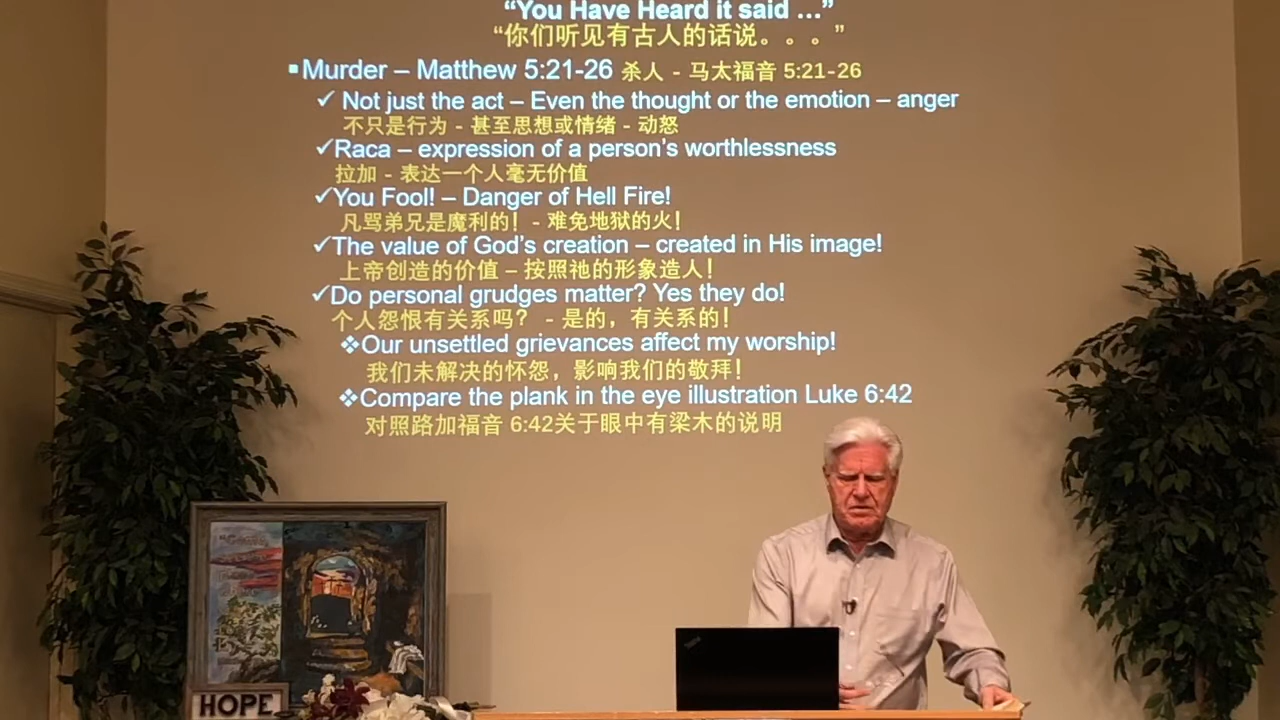 “You Have Heard it said ...”
“你们听见有古人的话说。。。”
▪Murder – Matthew 5:21-26 杀人 - 马太福音 5:21-26
✓ Not just the act – Even the thought or the emotion – anger
不只是行为 - 甚至思想或情绪 - 动怒
✓Raca – expression of a person’s worthlessness
拉加 - 表达一个人毫无价值
✓You Fool! – Danger of Hell Fire!
凡骂弟兄是魔利的！ - 难免地狱的火！
✓The value of God’s creation – created in His image!
上帝创造的价值 – 按照祂的形象造人！
✓Do personal grudges matter? Yes they do!
个人怨恨有关系吗？ - 是的，有关系的！
❖Our unsettled grievances affect my worship!
我们未解决的怀怨，影响我们的敬拜！
❖Compare the plank in the eye illustration Luke 6:42
对照路加福音 6:42关于眼中有梁木的说明
HOPE